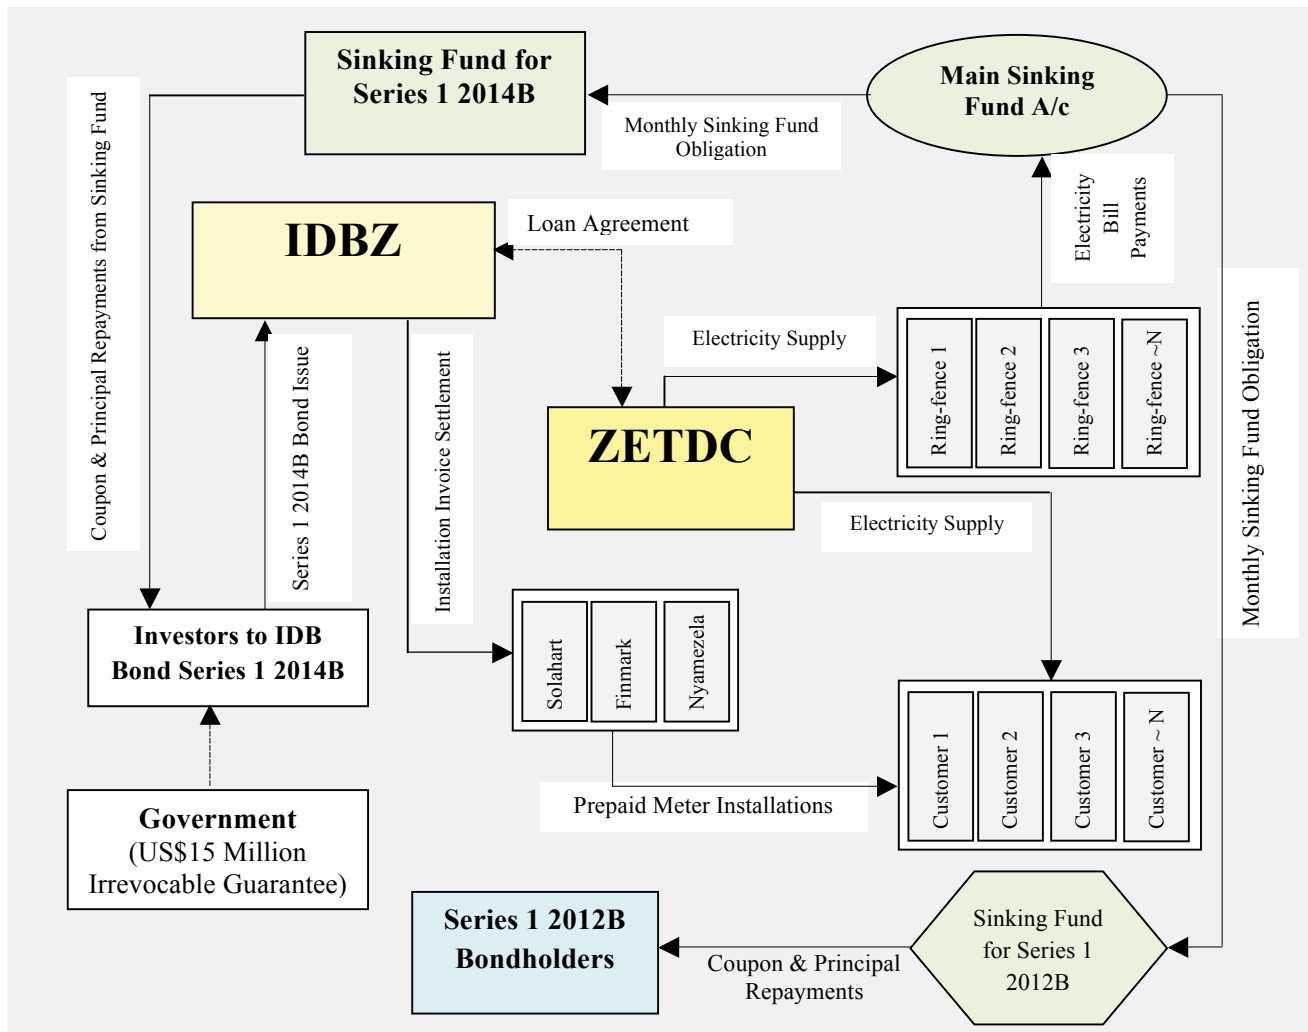 Sinking Fund for
Series 1 2014B
Main Sinking
Fund A/c
Monthly Sinking Fund
Obligation
Coupon & Principal Repayments from Sinking Fund
Electricity
Bill
Payments
IDBZ
Loan Agreement
Electricity Supply
Ring-fence 1
Ring-fence 2
Ring-fence 3
Ring-fence ~N
Monthly Sinking Fund Obligation
Series 1 2014B Bond Issue
Installation Invoice Settlement
ZETDC
Electricity Supply
Investors to IDB
Bond Series 1 2014B
Solahart
Finmark
Nyamezela
Customer 1
Customer 2
Customer 3
Customer ~ N
Prepaid Meter Installations
Government
(US$15 Million
Irrevocable Guarantee)
Series 1 2012B
Bondholders
Coupon & Principal
Repayments
Sinking Fund
for Series 1
2012B